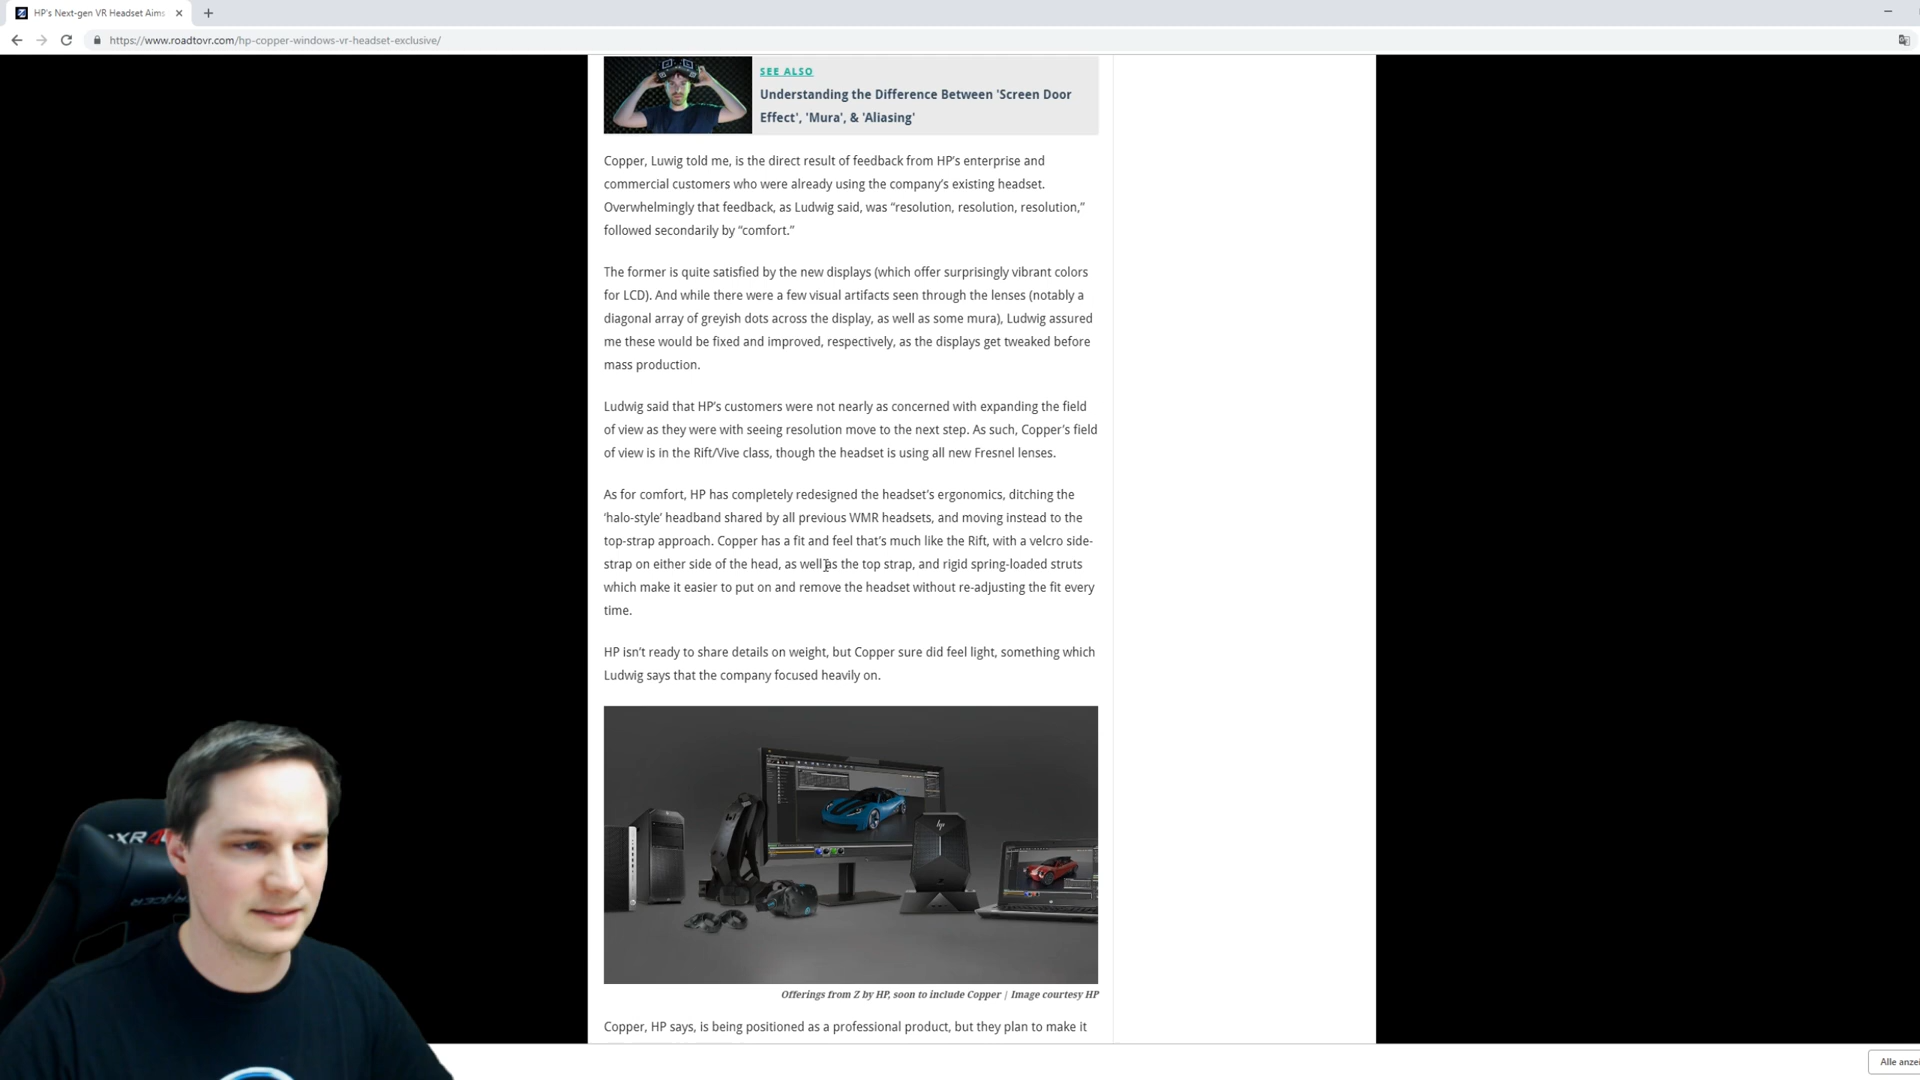 HP's Next-gen VR Headset Aims
https://www.roadtovr.com/hp-copper-windows-vr-headset-exclusive/
SEE ALSO
Understanding the Difference Between 'Screen Door
Effect', 'Mura', & 'Aliasing'
Copper, Luwig told me, is the direct result of feedback from HP’s enterprise and
commercial customers who were already using the company’s existing headset.
Overwhelmingly that feedback, as Ludwig said, was “resolution, resolution, resolution,”
followed secondarily by “comfort.”
The former is quite satisfied by the new displays (which offer surprisingly vibrant colors
for LCD). And while there were a few visual artifacts seen through the lenses (notably a
diagonal array of greyish dots across the display, as well as some mura), Ludwig assured
me these would be fixed and improved, respectively, as the displays get tweaked before
mass production.
Ludwig said that HP’s customers were not nearly as concerned with expanding the field
of view as they were with seeing resolution move to the next step. As such, Copper’s field
of view is in the Rift/Vive class, though the headset is using all new Fresnel lenses.
As for comfort, HP has completely redesigned the headset’s ergonomics, ditching the
‘halo-style’ headband shared by all previous WMR headsets, and moving instead to the
top-strap approach. Copper has a fit and feel that’s much like the Rift, with a velcro side-
strap on either side of the head, as well as the top strap, and rigid spring-loaded struts
which make it easier to put on and remove the headset without re-adjusting the fit every
time.
HP isn’t ready to share details on weight, but Copper sure did feel light, something which
Ludwig says that the company focused heavily on.
hp
Offerings from Z by HP, soon to include Copper | Image courtesy HP
Copper, HP says, is being positioned as a professional product, but they plan to make it
Alle anzei